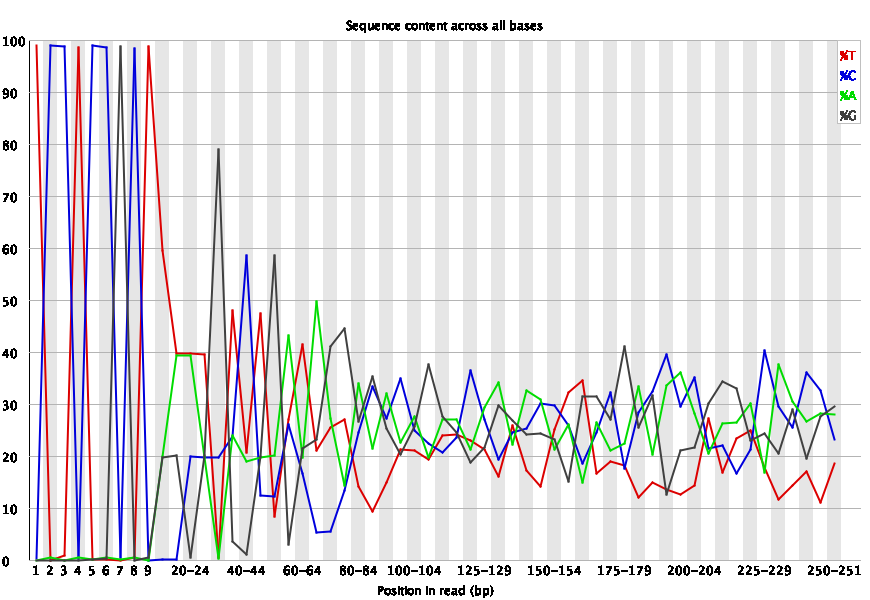 Sequence content across all bases
100
90
80
70
60
50
40
30
20
10
0
%T
%C
%A
%G
1 2 3 4 5 6 7 8 9 20-24 40-44 60-64 80-84 100-104 125-129 150-154 175-179 200-204 225-229 250-251
Position in read (bp)